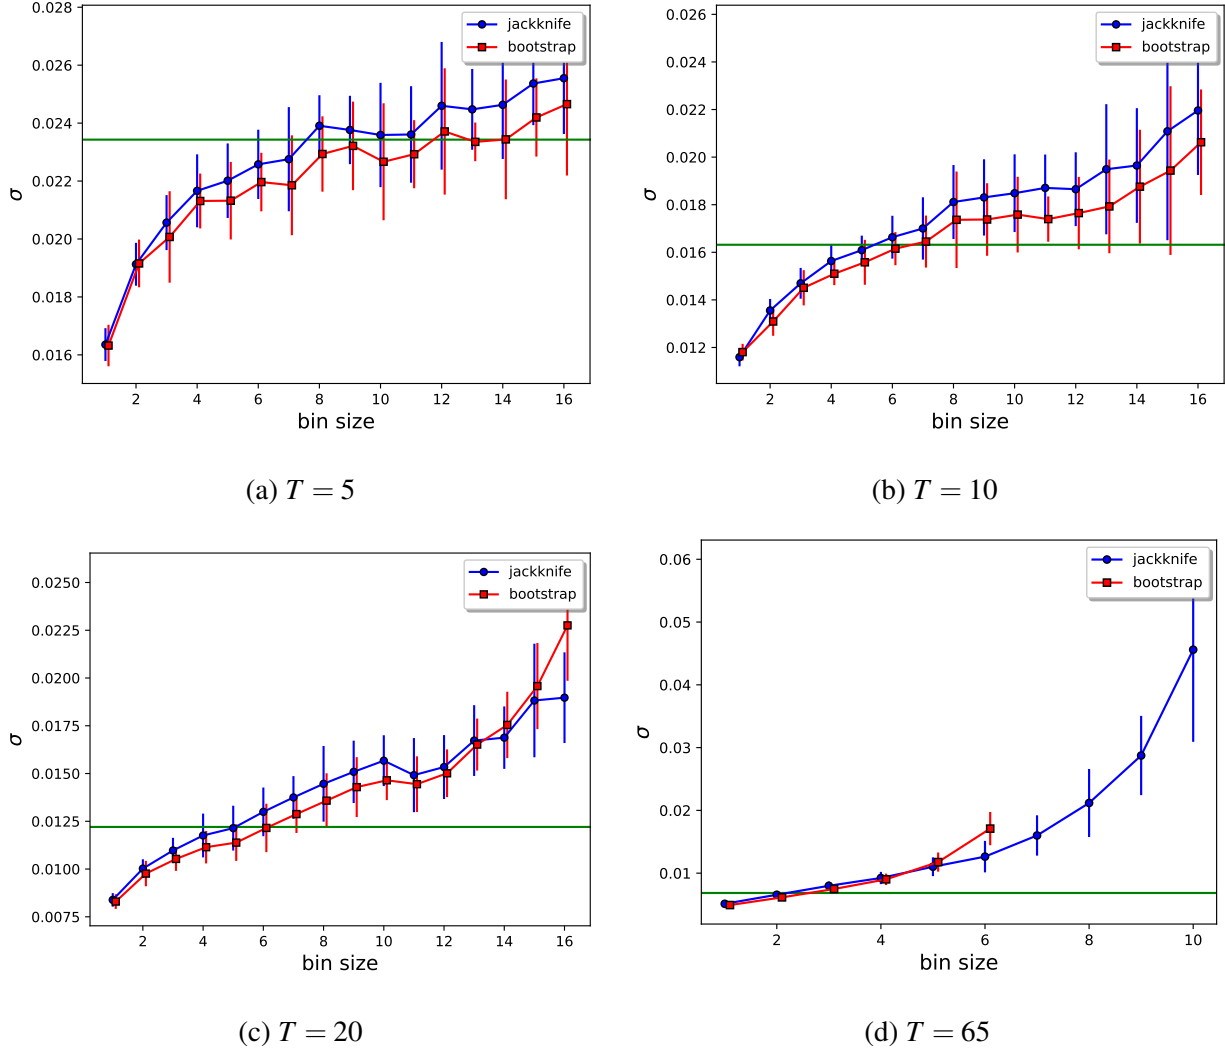 0.028
0.026
0.024
0.022
0.020
0.018
0.016
σ
2 4 6 8 10 12 14 16
bin size
jackknife
bootstrap
(a) T = 5
0.026
0.024
0.022
0.020
0.018
0.016
0.014
0.012
σ
2 4 6 8 10 12 14 16
bin size
jackknife
bootstrap
(b) T = 10
0.0250
0.0225
0.0200
0.0175
0.0150
0.0125
0.0100
0.0075
σ
2 4 6 8 10 12 14 16
bin size
jackknife
bootstrap
(c) T = 20
0.06
0.05
0.04
0.03
0.02
0.01
σ
2 4 6 8 10
bin size
jackknife
bootstrap
(d) T = 65